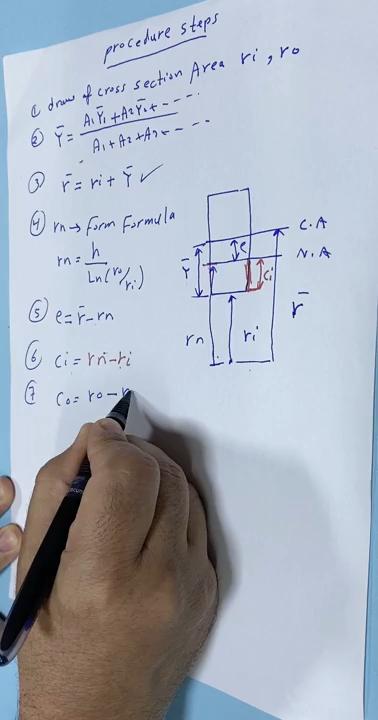 procedure steps
① draw of cross section Area ri, ro
② Ȳ = A1Ȳ1 + A2Ȳ2 + - - - -
A1 + A2 + A3 + - - - -
③ r̄ = ri + Ȳ ✓
④ rn → Form Formula
rn = h
Ln(ro/ri)
⑤ e = r̄ - rn
⑥ ci = rn - ri
⑦ Co = ro - r
C.A
e
N.A
Ȳ
ci
r̄
rn
ri